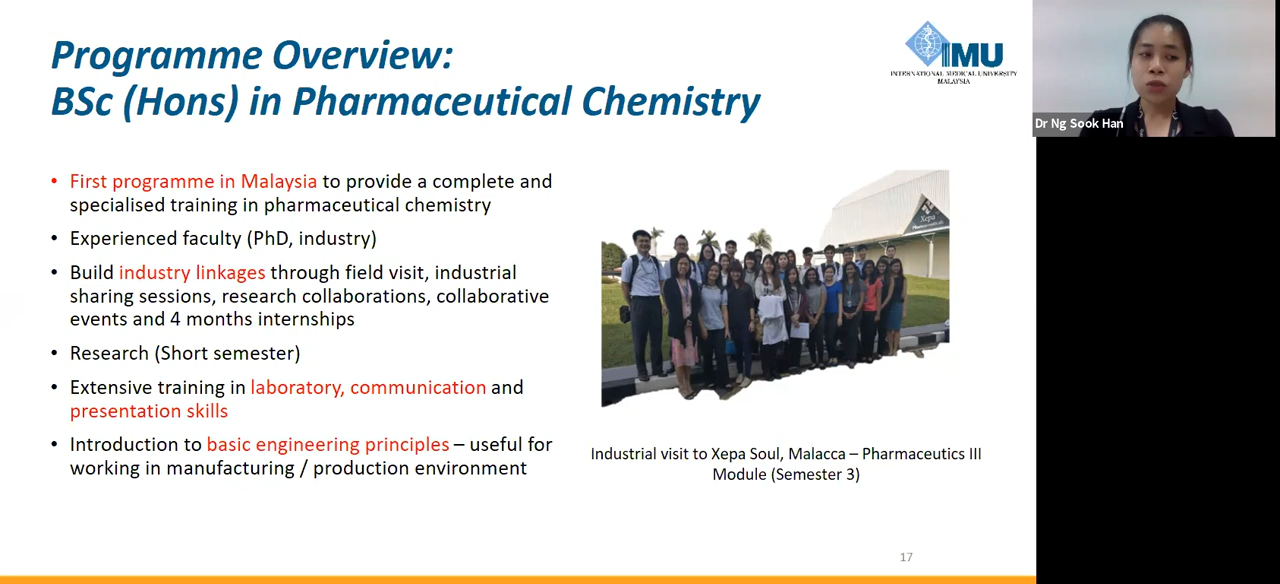 Programme Overview:
BSc (Hons) in Pharmaceutical Chemistry
IMU
INTERNATIONAL MEDICAL UNIVERSITY
MALAYSIA
Dr Ng Sook Han
• First programme in Malaysia to provide a complete and
specialised training in pharmaceutical chemistry
• Experienced faculty (PhD, industry)
• Build industry linkages through field visit, industrial
sharing sessions, research collaborations, collaborative
events and 4 months internships
• Research (Short semester)
• Extensive training in laboratory, communication and
presentation skills
• Introduction to basic engineering principles – useful for
working in manufacturing / production environment
Xepa
Industrial visit to Xepa Soul, Malacca – Pharmaceutics III
Module (Semester 3)
17